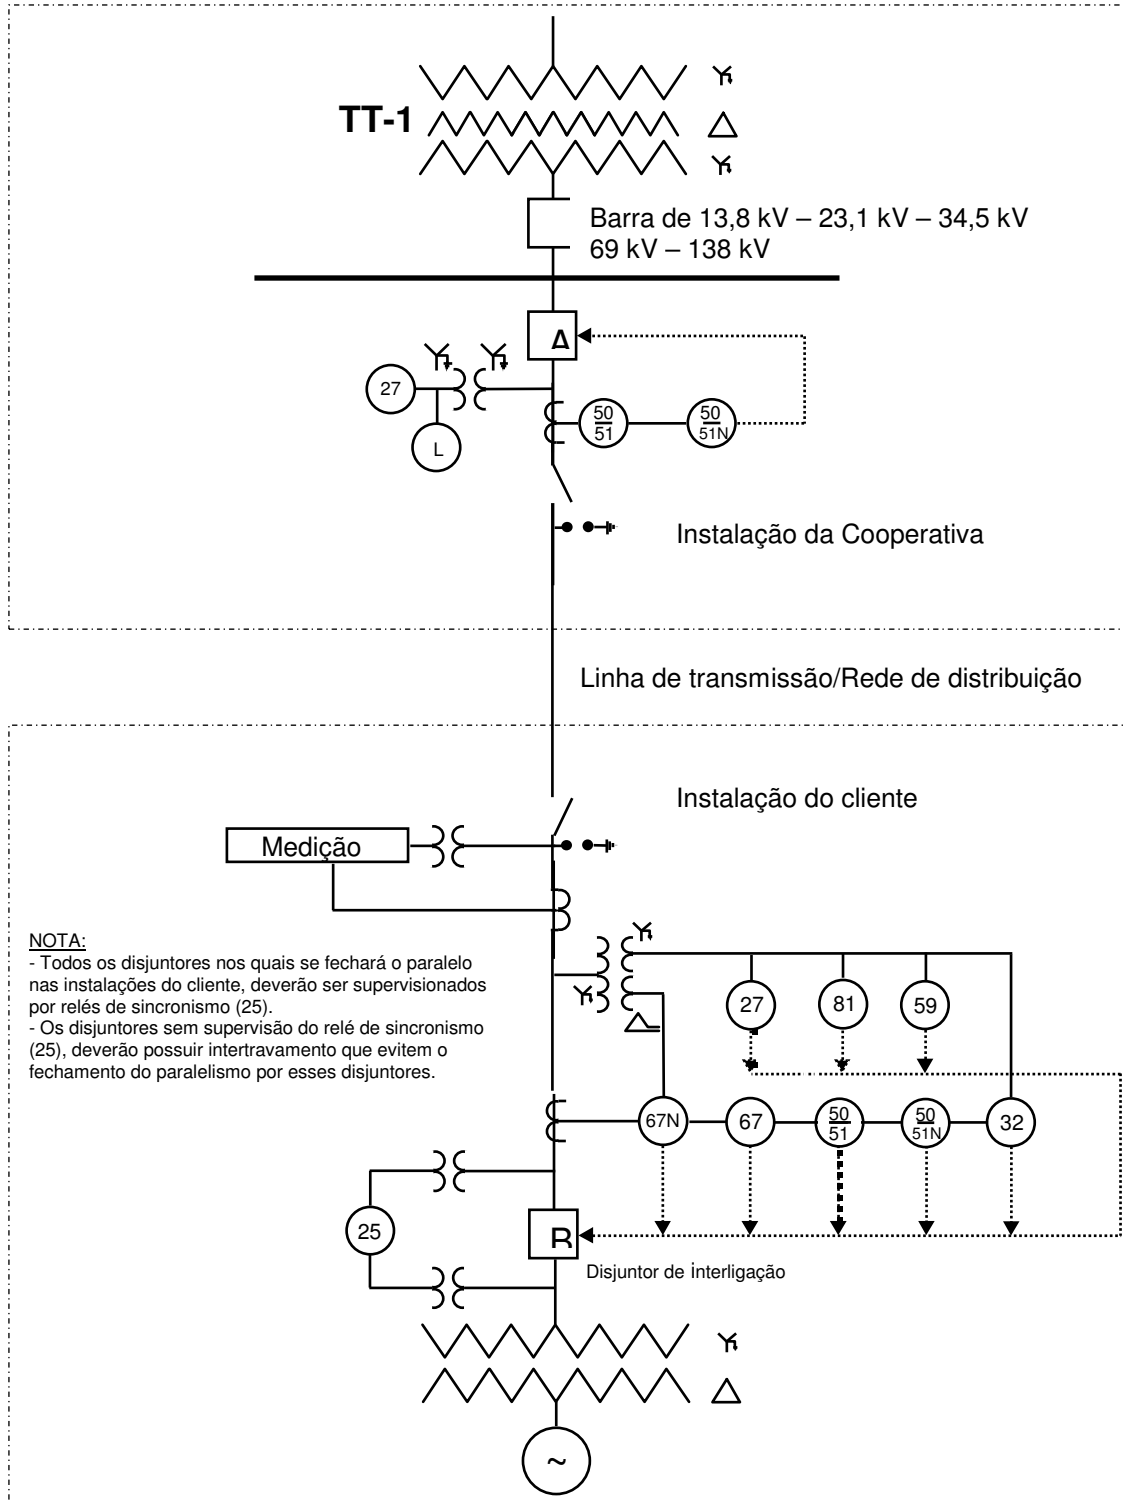 TT-1
Barra de 13,8 kV – 23,1 kV – 34,5 kV
69 kV – 138 kV
A
27
50
51
50
51N
L
Instalação da Cooperativa
Linha de transmissão/Rede de distribuição
Instalação do cliente
Medição
NOTA:
- Todos os disjuntores nos quais se fechará o paralelo
nas instalações do cliente, deverão ser supervisionados
por relés de sincronismo (25).
- Os disjuntores sem supervisão do relé de sincronismo
(25), deverão possuir intertravamento que evitem o
fechamento do paralelismo por esses disjuntores.
27
81
59
67N
67
50
51
50
51N
32
25
B
Disjuntor de interligação
~